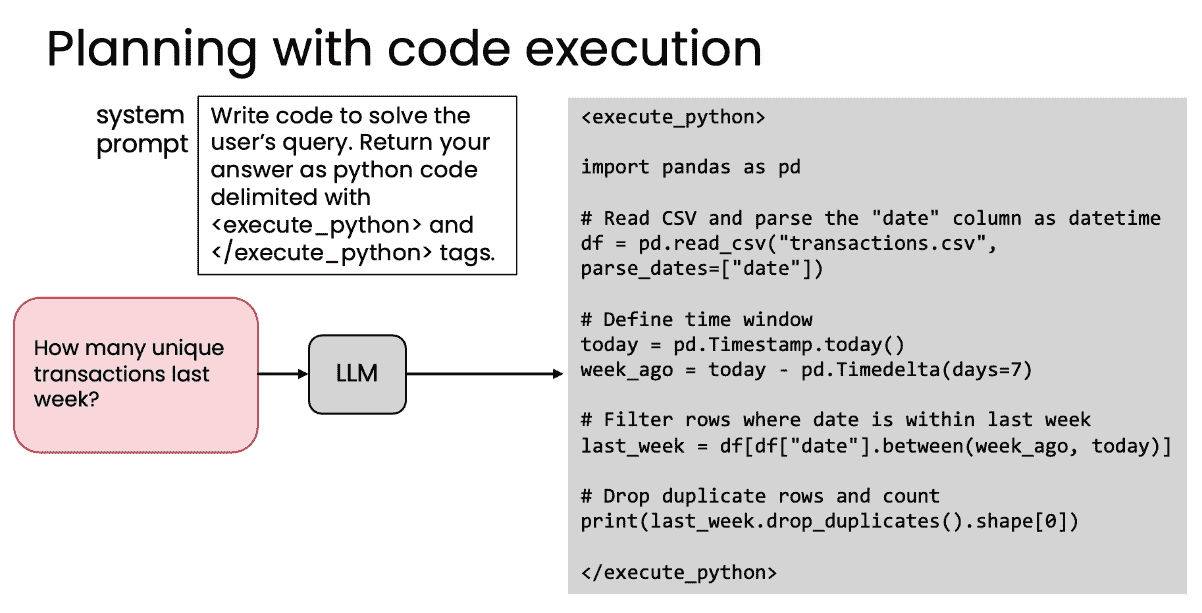 Planning with code execution
system
prompt
Write code to solve the
user’s query. Return your
answer as python code
delimited with
<execute_python> and
</execute_python> tags.
How many unique
transactions last
week?
LLM
<execute_python>
import pandas as pd
# Read CSV and parse the "date" column as datetime
df = pd.read_csv("transactions.csv",
parse_dates=["date"])
# Define time window
today = pd.Timestamp.today()
week_ago = today - pd.Timedelta(days=7)
# Filter rows where date is within last week
last_week = df[df["date"].between(week_ago, today)]
# Drop duplicate rows and count
print(last_week.drop_duplicates().shape[0])
</execute_python>